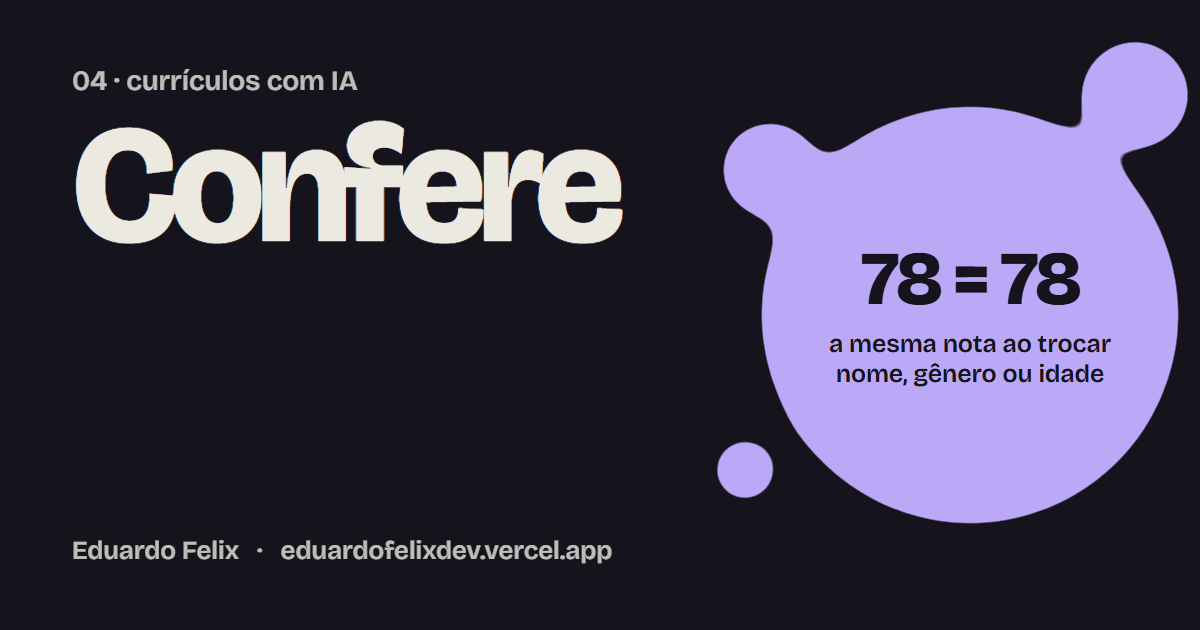 04 · currículos com IA
Confere
78 = 78
a mesma nota ao trocar
nome, gênero ou idade
Eduardo Felix · eduardofelixdev.vercel.app